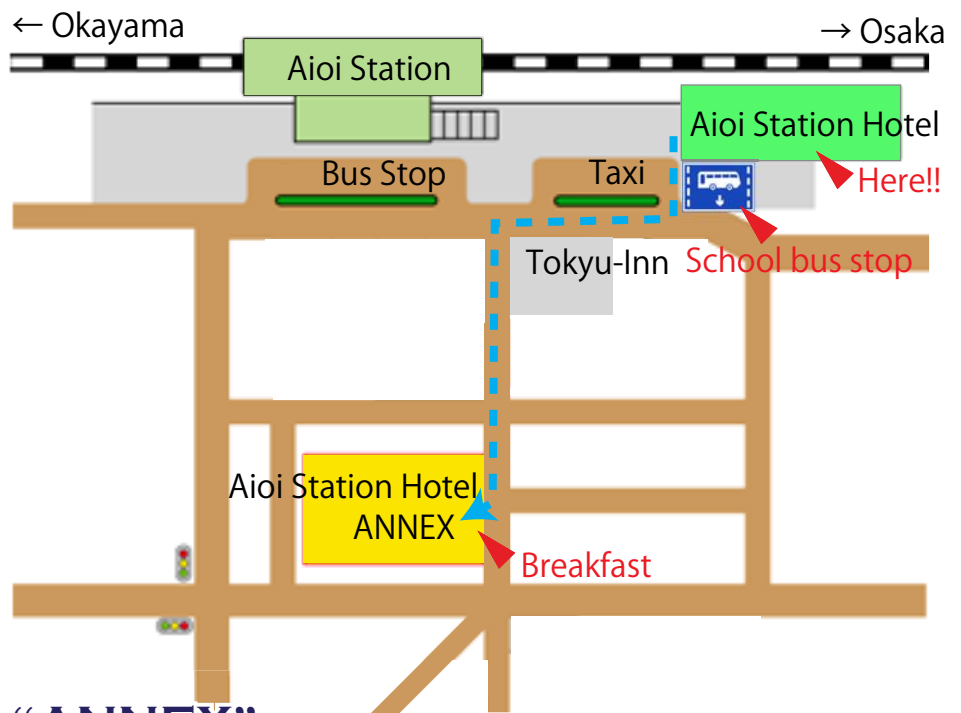 ← Okayama
→ Osaka
Aioi Station
Aioi Station Hotel
Bus Stop
Taxi
Here!!
Tokyu-Inn
School bus stop
Aioi Station Hotel
ANNEX
Breakfast
“ANNEX”